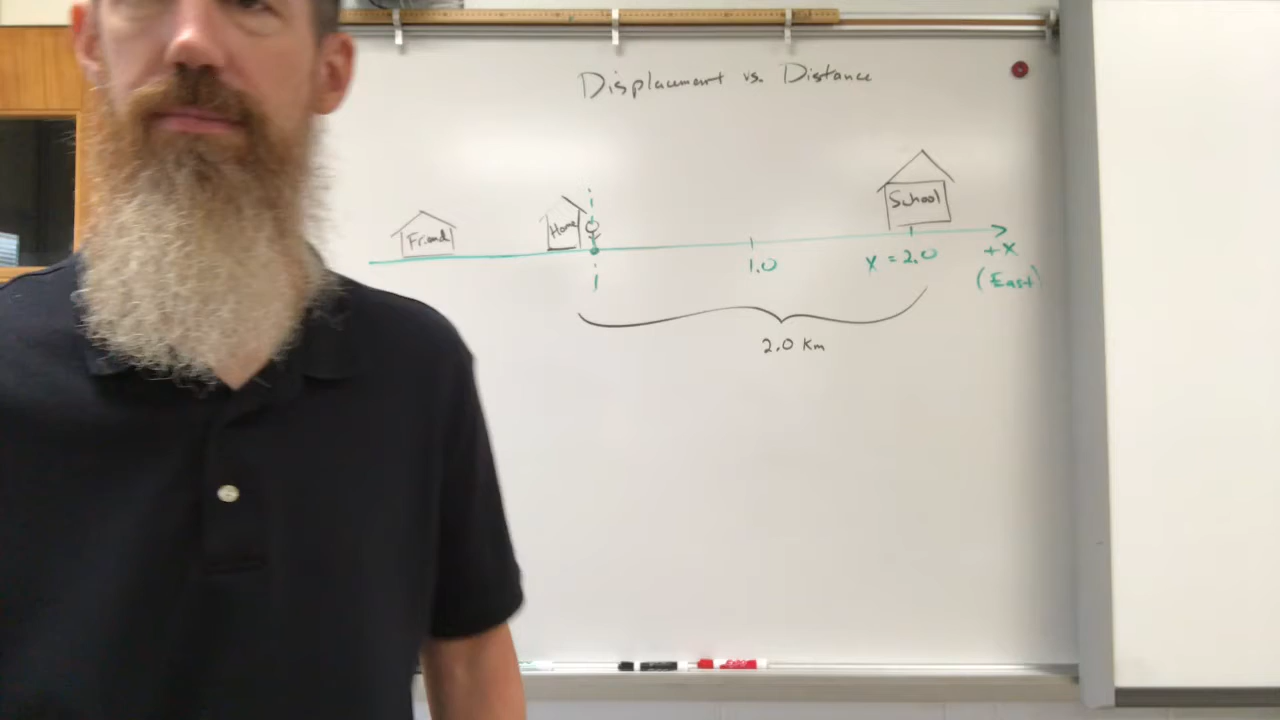 Displacement vs. Distance
School
Friend
Home
1.0
x = 2.0
+x
(East)
2.0 Km